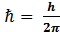 ℏ = h/2π